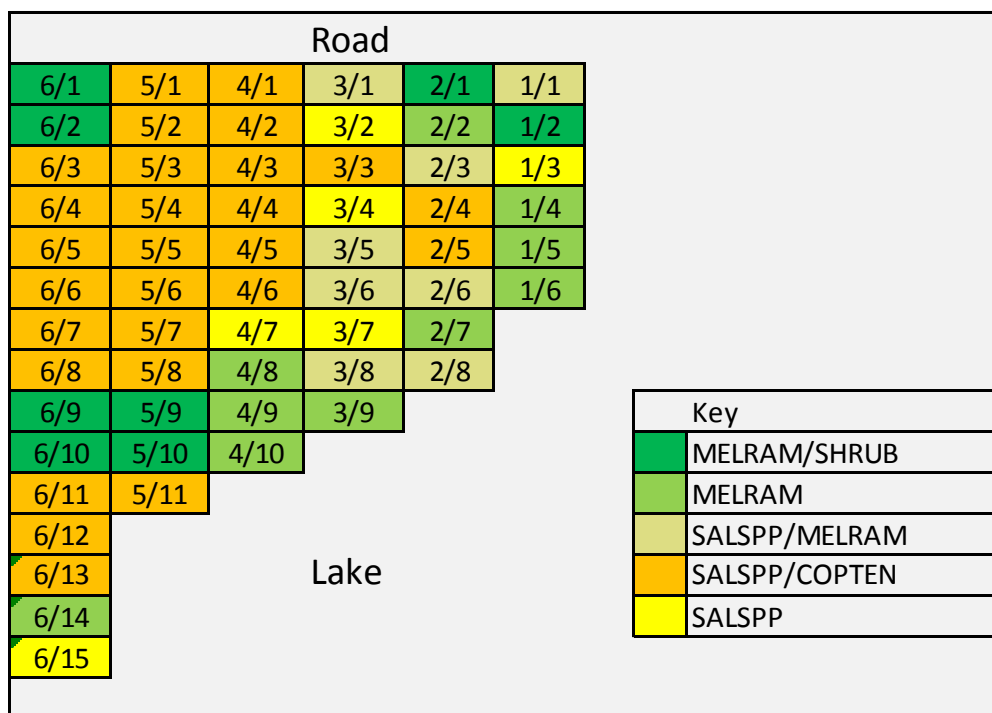 Road
6/1 5/1 4/1 3/1 2/1 1/1
6/2 5/2 4/2 3/2 2/2 1/2
6/3 5/3 4/3 3/3 2/3 1/3
6/4 5/4 4/4 3/4 2/4 1/4
6/5 5/5 4/5 3/5 2/5 1/5
6/6 5/6 4/6 3/6 2/6 1/6
6/7 5/7 4/7 3/7 2/7
6/8 5/8 4/8 3/8 2/8
6/9 5/9 4/9 3/9
6/10 5/10 4/10
6/11 5/11
6/12
6/13
6/14
6/15
Lake
Key
MELRAM/SHRUB
MELRAM
SALSPP/MELRAM
SALSPP/COPTEN
SALSPP